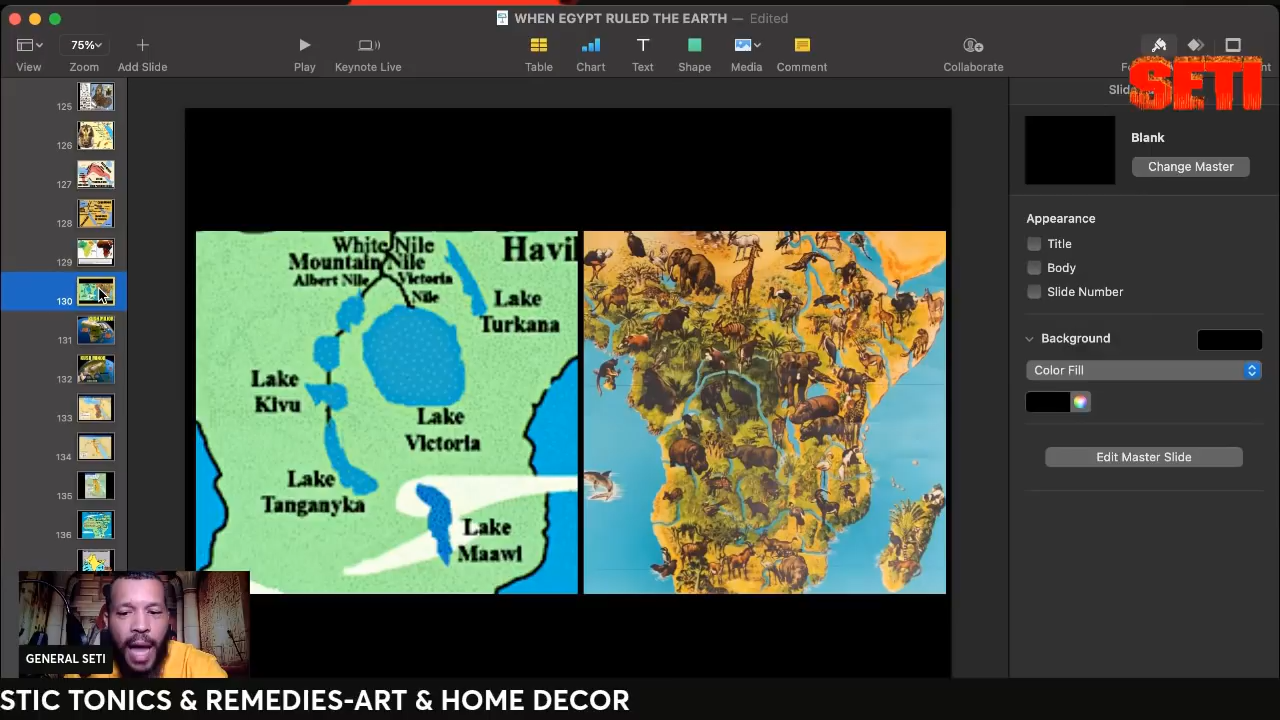 WHEN EGYPT RULED THE EARTH — Edited
75%
View
Zoom
Add Slide
Play
Keynote Live
Table
Chart
Text
Shape
Media
Comment
Collaborate
SETI
125
126
127
128
129
130
131
132
133
134
135
136
White Nile
Mountain Nile
Albert Nile
Victoria
Nile
Havil
Lake
Turkana
Lake
Kivu
Lake
Victoria
Lake
Tanganyika
Lake
Maawi
Blank
Change Master
Appearance
Title
Body
Slide Number
Background
Color Fill
Edit Master Slide
GENERAL SETI
STIC TONICS & REMEDIES-ART & HOME DECOR